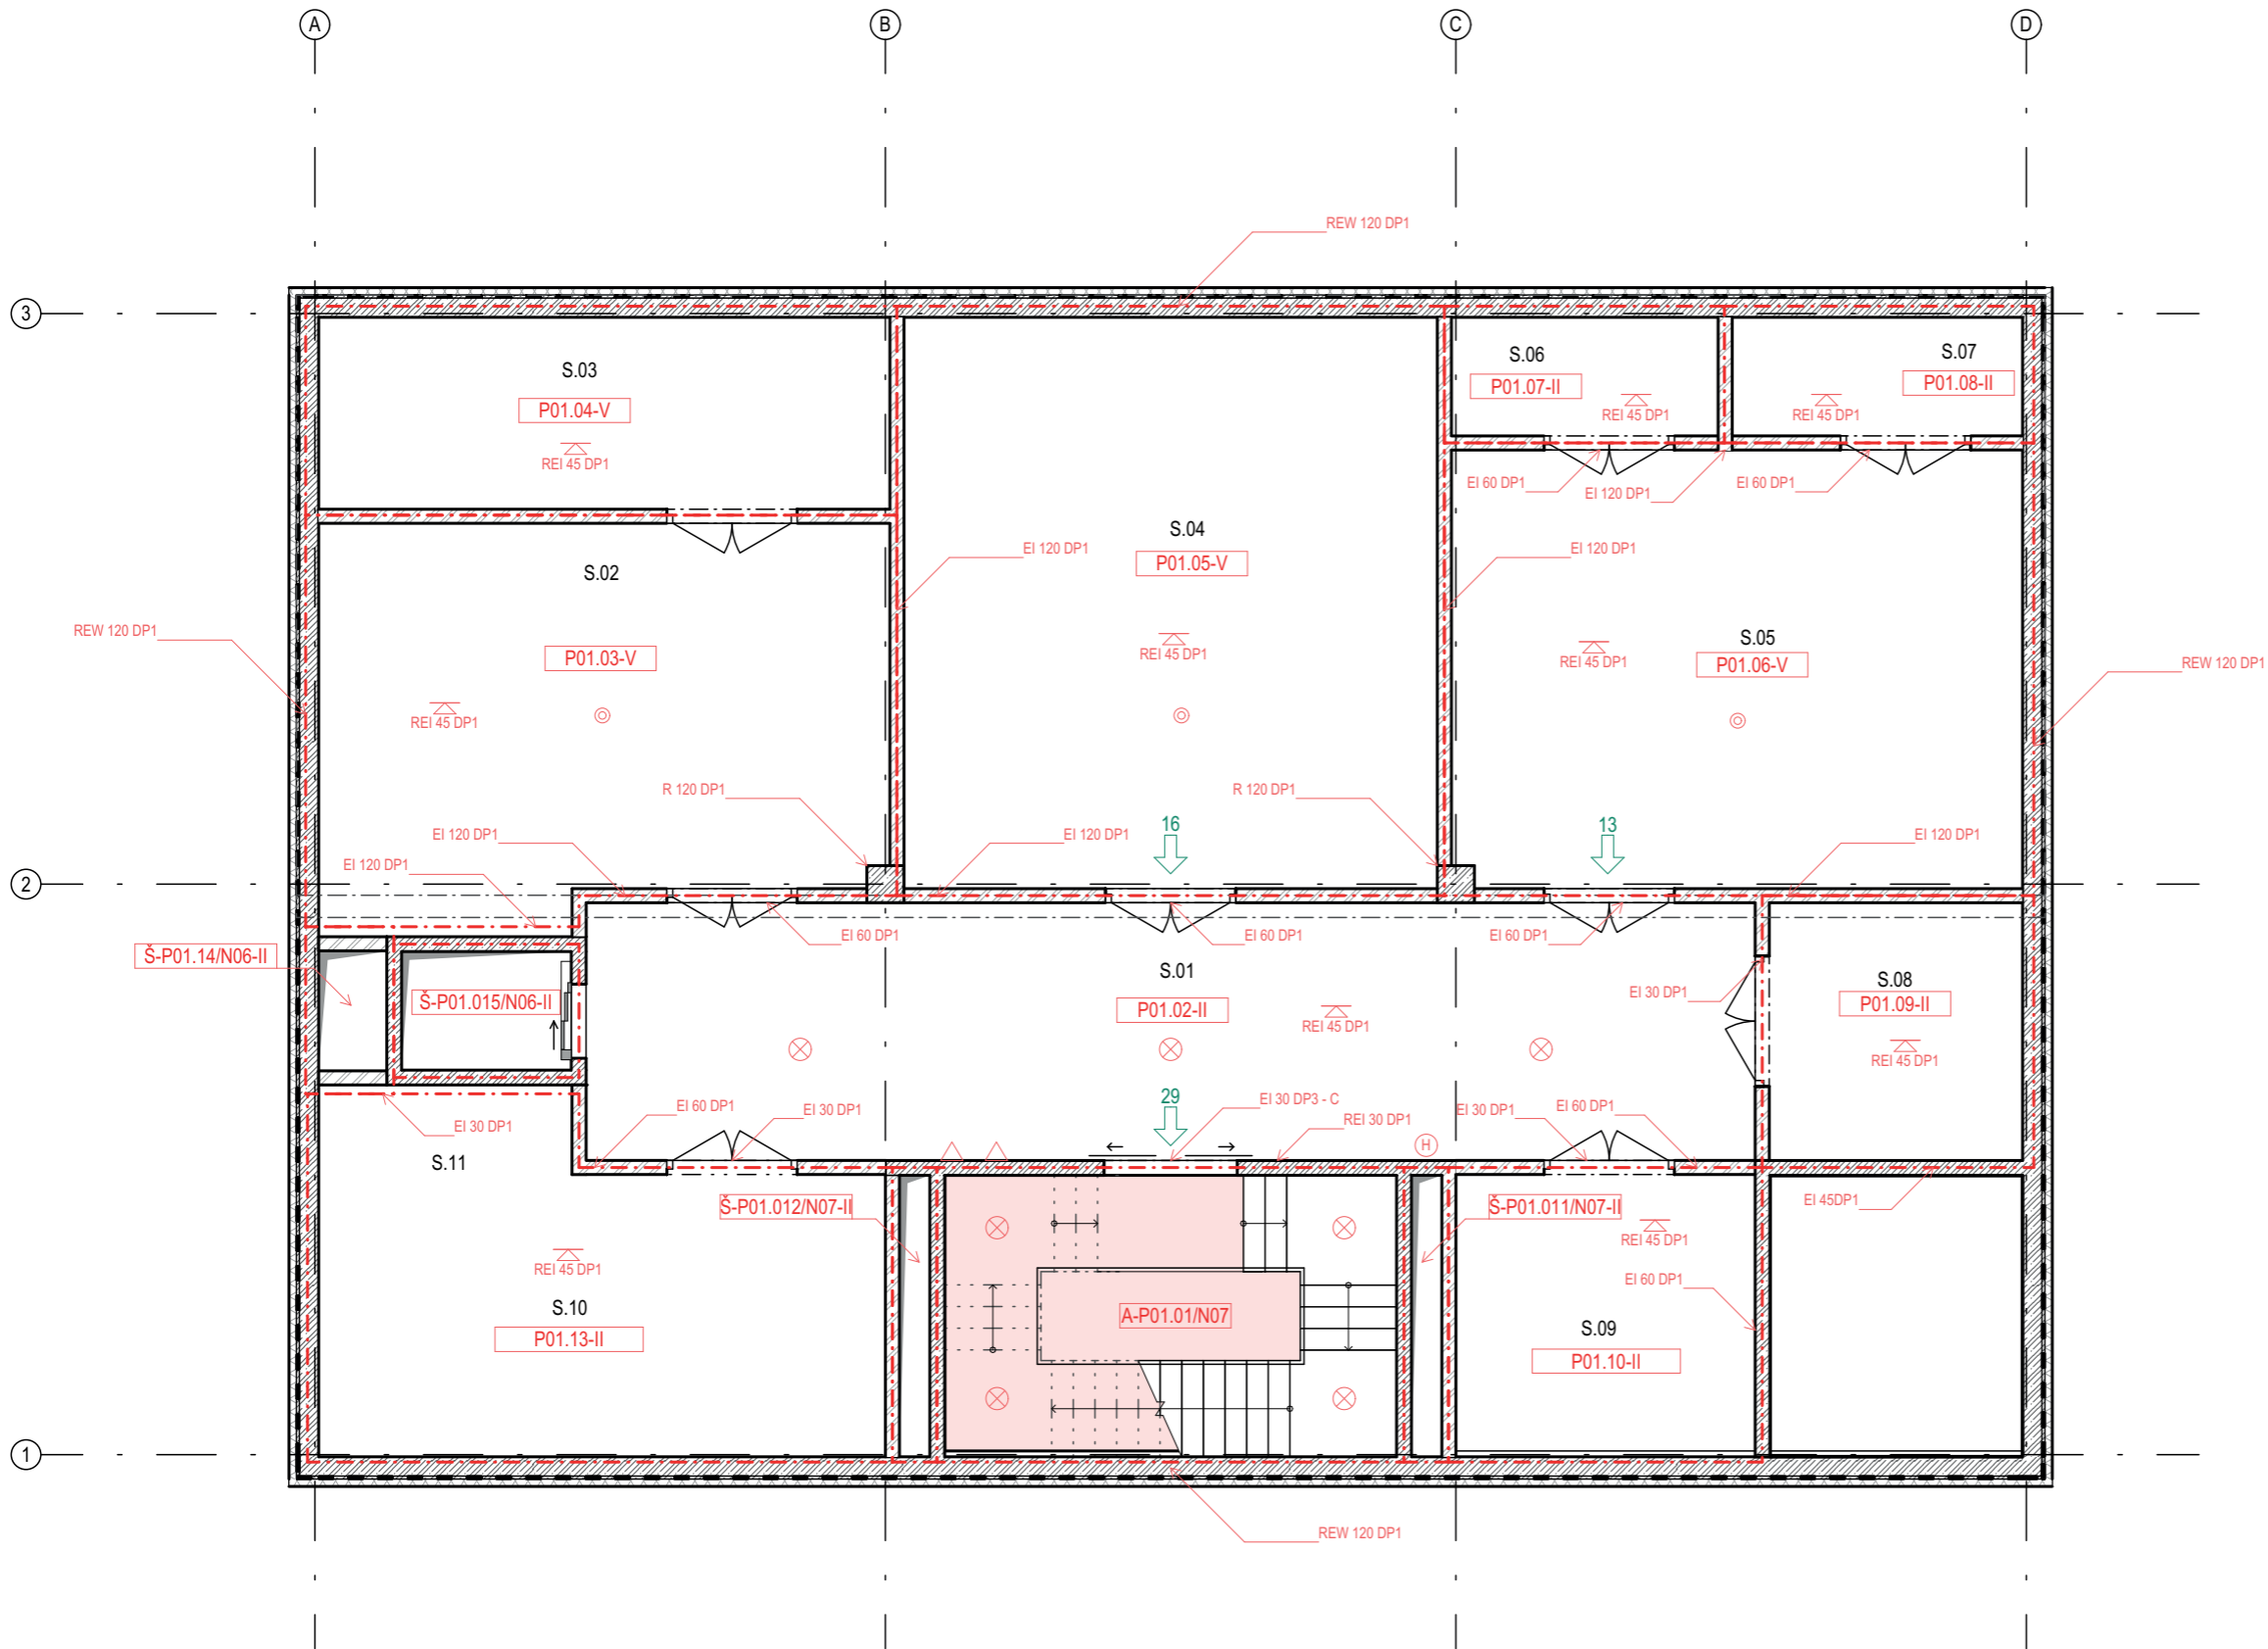 A
B
C
D
REW 120 DP1
3
S.03
P01.04-V
REI 45 DP1
S.06
P01.07-II
REI 45 DP1
S.07
P01.08-II
REI 45 DP1
EI 60 DP1
EI 120 DP1
EI 60 DP1
S.02
P01.03-V
REI 45 DP1
EI 120 DP1
S.04
P01.05-V
REI 45 DP1
EI 120 DP1
S.05
P01.06-V
REI 45 DP1
REW 120 DP1
REW 120 DP1
R 120 DP1
R 120 DP1
EI 120 DP1
EI 120 DP1
EI 120 DP1
16
13
EI 120 DP1
2
EI 60 DP1
EI 60 DP1
EI 60 DP1
Š-P01.14/N06-II
Š-P01.015/N06-II
S.01
P01.02-II
REI 45 DP1
EI 30 DP1
S.08
P01.09-II
REI 45 DP1
29
EI 60 DP1
EI 30 DP1
EI 30 DP3 - C
REI 30 DP1
H
EI 30 DP1
EI 60 DP1
EI 30 DP1
S.11
Š-P01.012/N07-II
Š-P01.011/N07-II
EI 45DP1
REI 45 DP1
REI 45 DP1
EI 60 DP1
S.10
P01.13-II
A-P01.01/N07
S.09
P01.10-II
1
REW 120 DP1